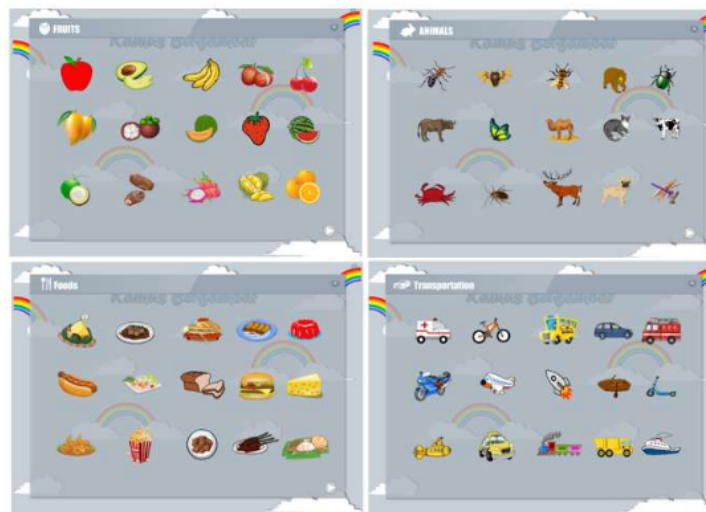 FRUITS
Kamus Bergambar
ANIMALS
Kamus Bergambar
Foods
Kamus Bergambar
Transportation
Kamus Bergambar